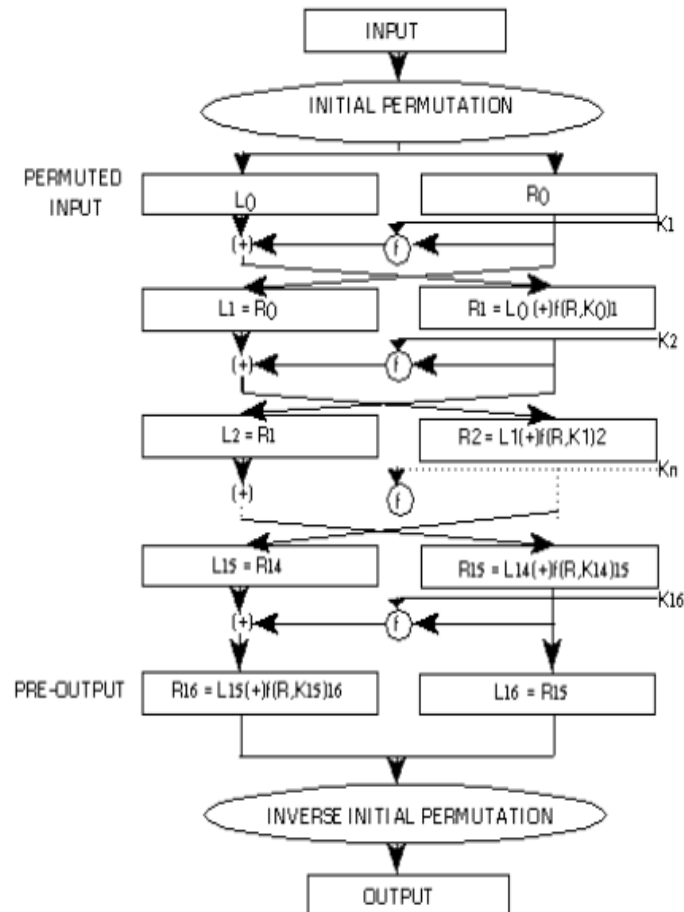 INPUT
INITIAL PERMUTATION
PERMUTED
INPUT
L0
R0
K1
(+)
f
L1 = R0
R1 = L0 (+)f(R,K0)1
K2
(+)
f
L2 = R1
R2 = L1(+)f(R,K1)2
Kn
(+)
f
L15 = R14
R15 = L14(+)f(R,K14)15
K16
(+)
f
PRE-OUTPUT
R16 = L15(+)f(R,K15)16
L16 = R15
INVERSE INITIAL PERMUTATION
OUTPUT